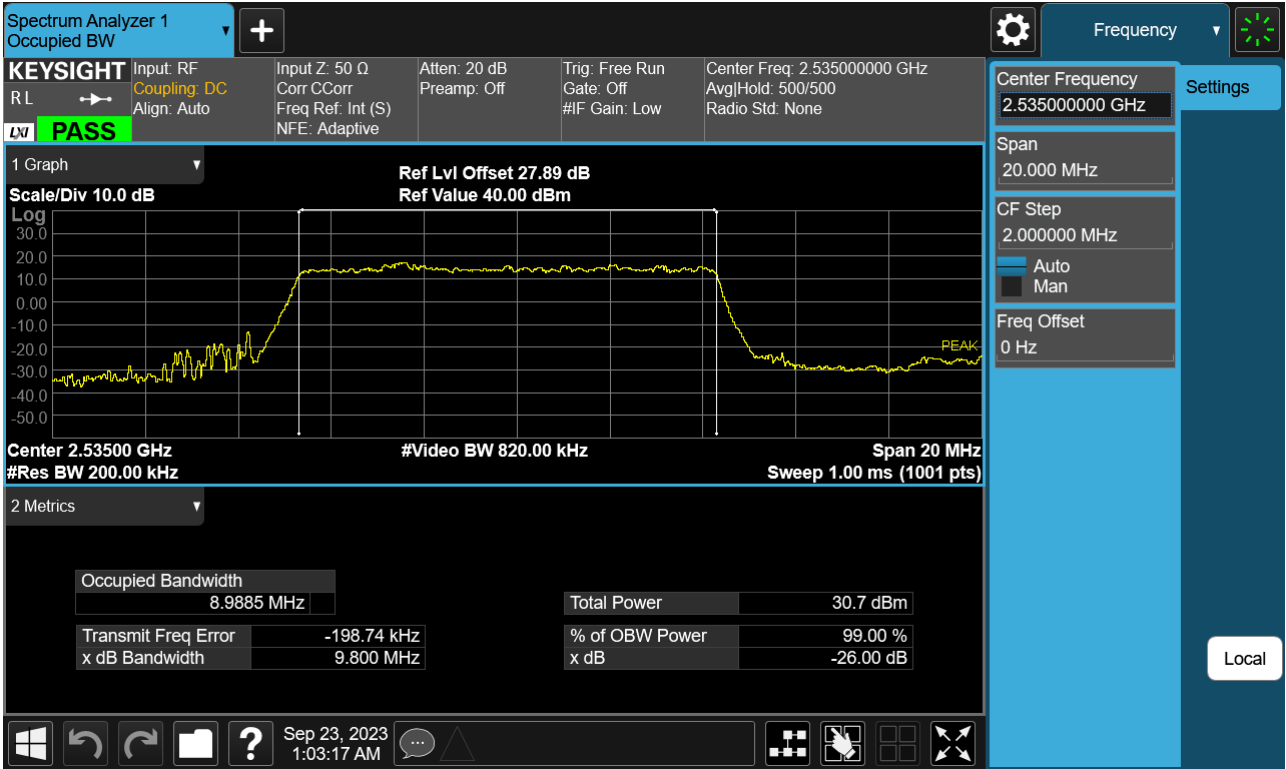 Spectrum Analyzer 1
Occupied BW
Frequency
KEYSIGHT
R L
LXI PASS
Input: RF
Coupling: DC
Align: Auto
Input Z: 50 Ω
Corr CCorr
Freq Ref: Int (S)
NFE: Adaptive
Atten: 20 dB
Preamp: Off
Trig: Free Run
Gate: Off
#IF Gain: Low
Center Freq: 2.535000000 GHz
Avg|Hold: 500/500
Radio Std: None
Center Frequency
2.535000000 GHz
Settings
Span
20.000 MHz
CF Step
2.000000 MHz
Auto
Man
Freq Offset
0 Hz
Local
1 Graph
Scale/Div 10.0 dB
Ref Lvl Offset 27.89 dB
Ref Value 40.00 dBm
Log
30.0
20.0
10.0
0.00
-10.0
-20.0
-30.0
-40.0
-50.0
PEAK
Center 2.53500 GHz
#Video BW 820.00 kHz
Span 20 MHz
#Res BW 200.00 kHz
Sweep 1.00 ms (1001 pts)
2 Metrics
Occupied Bandwidth
8.9885 MHz
Total Power 30.7 dBm
Transmit Freq Error -198.74 kHz
% of OBW Power 99.00 %
x dB Bandwidth 9.800 MHz
x dB -26.00 dB
?
Sep 23, 2023
1:03:17 AM